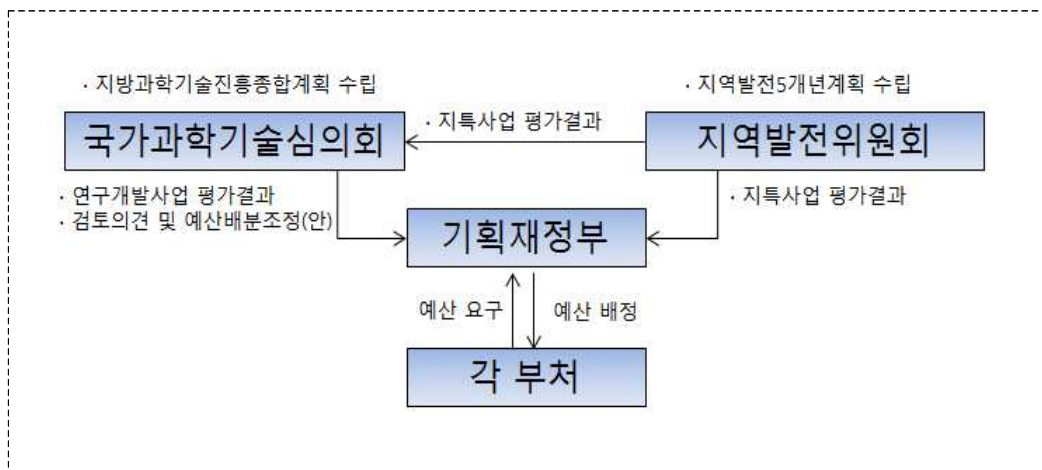 · 지방과학기술진흥종합계획 수립
· 지역발전5개년계획 수립
국가과학기술심의회
· 지특사업 평가결과
지역발전위원회
· 연구개발사업 평가결과
· 검토의견 및 예산배분조정(안)
· 지특사업 평가결과
기획재정부
예산 요구
예산 배정
각 부처